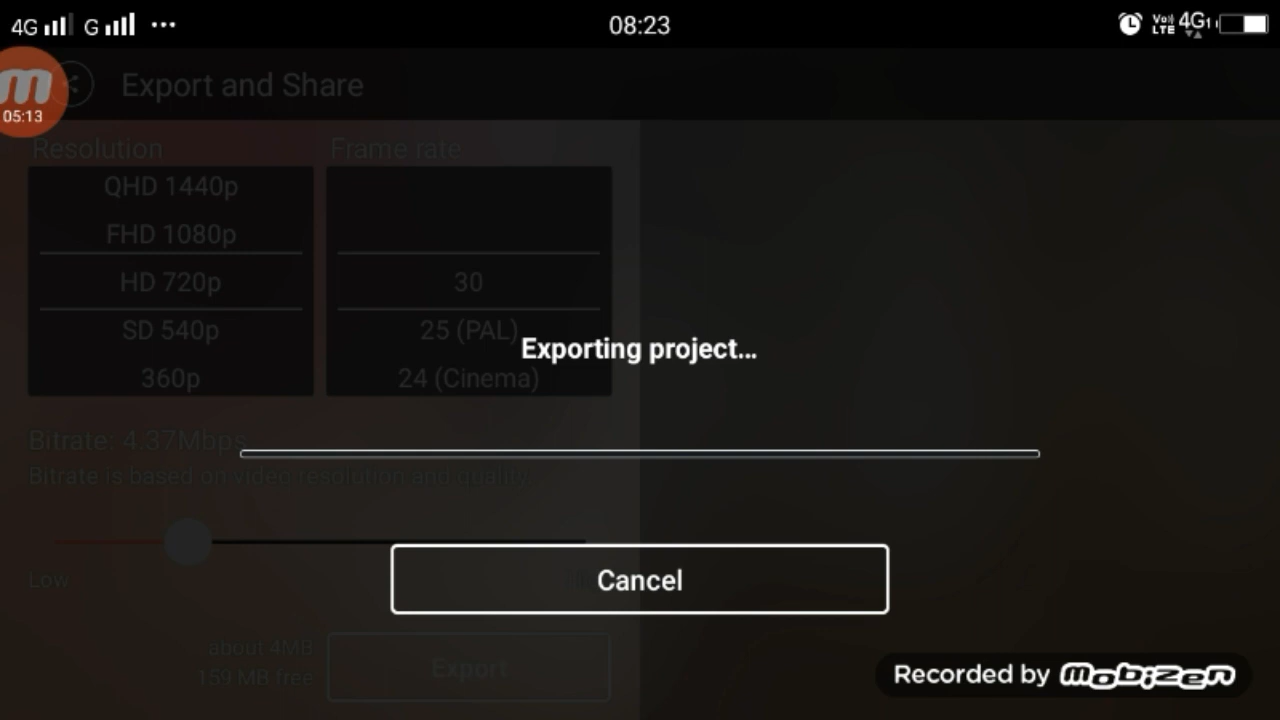 4G G ... 08:23 Vo) LTE 4G
m Export and Share
05:13
Resolution Frame rate
QHD 1440p
FHD 1080p
HD 720p 30
SD 540p 25 (PAL)
Exporting project...
360p 24 (Cinema)
Bitrate: 4.37Mbps
Bitrate is based on video resolution and quality.
Low
Cancel
about 4MB
159 MB free
Export
Recorded by mobizen